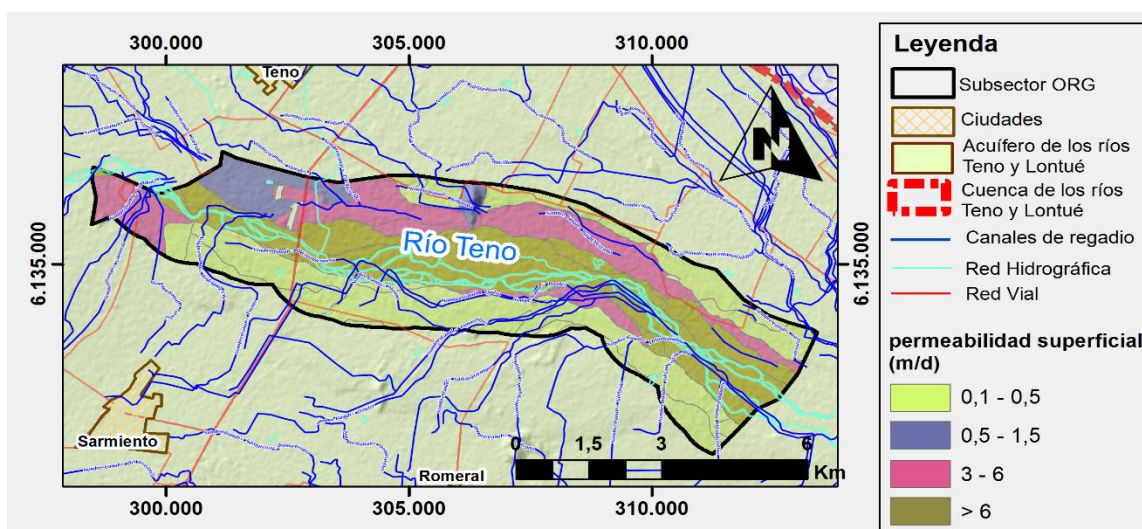 300.000
305.000
310.000
Teno
N
Río Teno
6.135.000
6.135.000
Sarmiento
Romeral
0
1,5
3
6
Km
300.000
305.000
310.000
Leyenda
Subsector ORG
Ciudades
Acuífero de los ríos
Teno y Lontué
Cuenca de los ríos
Teno y Lontué
Canales de regadio
Red Hidrográfica
Red Vial
permeabilidad superficial
(m/d)
0,1 - 0,5
0,5 - 1,5
3 - 6
> 6